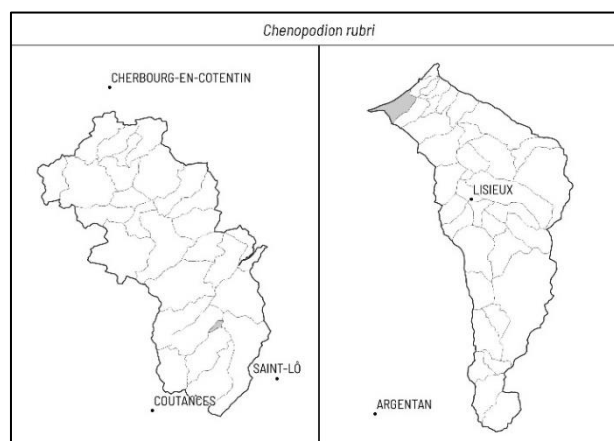 Chenopodion rubri
CHERBOURG-EN-COTENTIN
LISIEUX
SAINT-LÔ
COUTANCES
ARGENTAN